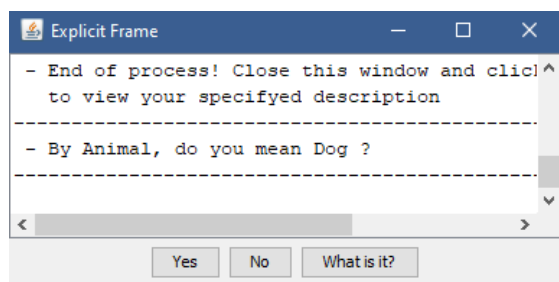 Explicit Frame
- End of process! Close this window and clic
to view your specifyed description
--------------------------------------------------
- By Animal, do you mean Dog ?
--------------------------------------------------
Yes No What is it?